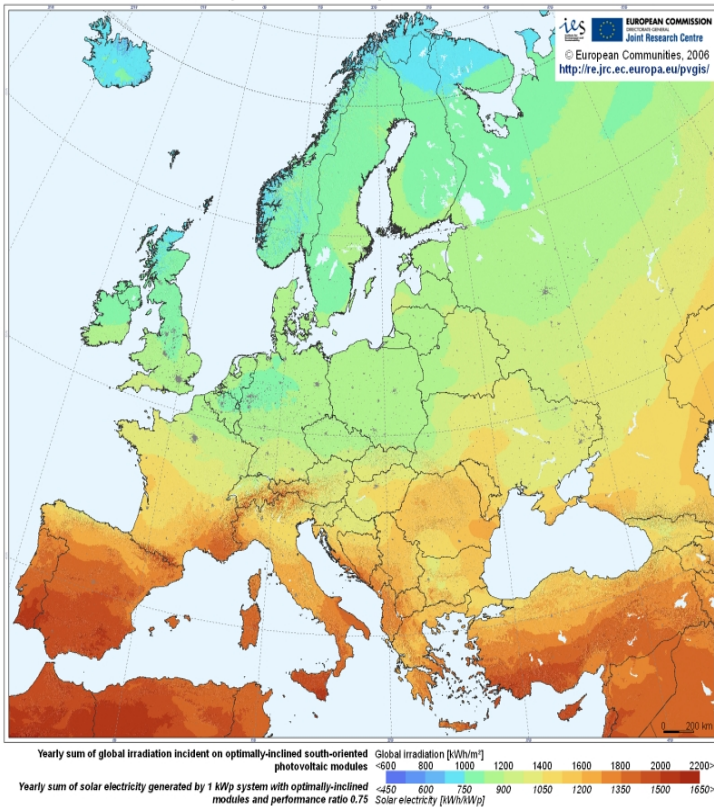 JES
EUROPEAN COMMISSION
DIRECTORATE GENERAL
Joint Research Centre
© European Communities, 2006
http://re.jrc.ec.europa.eu/pvgis/
0 200 km
Yearly sum of global irradiation incident on optimally-inclined south-oriented
photovoltaic modules
Global irradiation [kWh/m²]
<600 800 1000 1200 1400 1600 1800 2000 2200>
<450 600 750 900 1050 1200 1350 1500 1650>
Yearly sum of solar electricity generated by 1 kWp system with optimally-inclined
modules and performance ratio 0.75
Solar electricity [kWh/kWp]